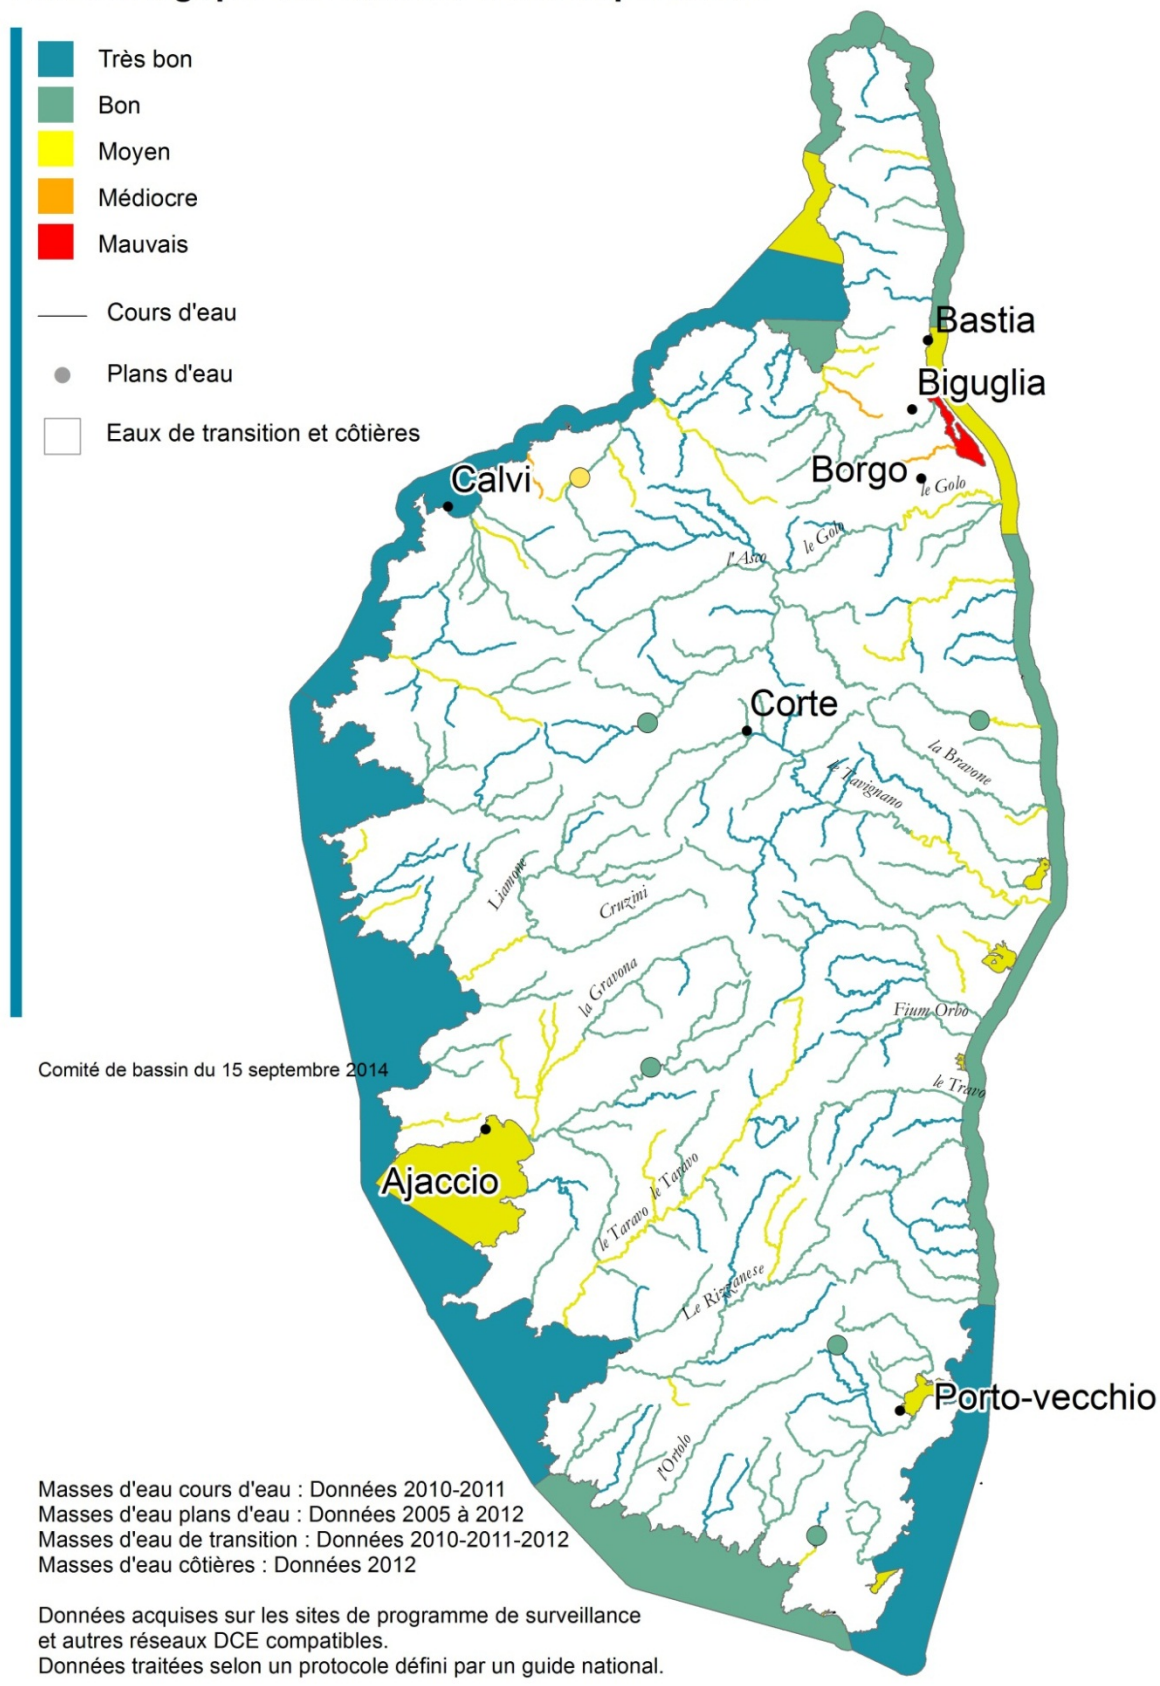 Très bon
Bon
Moyen
Médiocre
Mauvais
Cours d'eau
Plans d'eau
Eaux de transition et côtières
Bastia
Biguglia
Borgo
le Golo
Calvi
le Golo
l'Asco
Corte
la Bravone
le Tavignano
Liamone
Cruzini
la Gravona
Fium Orbo
Comité de bassin du 15 septembre 2014
le Travo
Ajaccio
le Taravo
le Taravo
Le Rizzanese
Porto-vecchio
l'Ortolo
Masses d'eau cours d'eau : Données 2010-2011
Masses d'eau plans d'eau : Données 2005 à 2012
Masses d'eau de transition : Données 2010-2011-2012
Masses d'eau côtières : Données 2012
Données acquises sur les sites de programme de surveillance
et autres réseaux DCE compatibles.
Données traitées selon un protocole défini par un guide national.